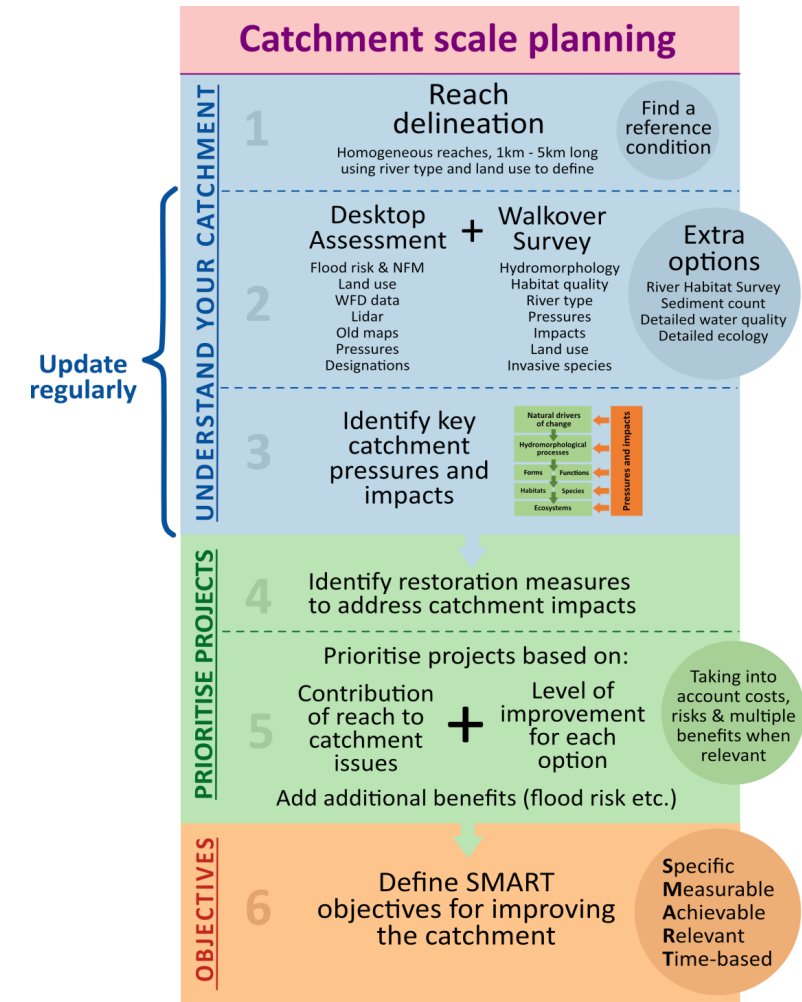 Catchment scale planning
UNDERSTAND YOUR CATCHMENT
Update
regularly
1
Reach
delineation
Homogeneous reaches, 1km - 5km long
using river type and land use to define
Find a
reference
condition
2
Desktop
Assessment
Flood risk & NFM
Land use
WFD data
Lidar
Old maps
Pressures
Designations
+
Walkover
Survey
Hydromorphology
Habitat quality
River type
Pressures
Impacts
Land use
Invasive species
Extra
options
River Habitat Survey
Sediment count
Detailed water quality
Detailed ecology
3
Identify key
catchment
pressures and
impacts
Natural drivers
of change
Hydromorphological
processes
Forms Functions
Habitats Species
Ecosystems
Pressures and impacts
PRIORITISE PROJECTS
4
Identify restoration measures
to address catchment impacts
5
Prioritise projects based on:
Contribution
of reach to
catchment
issues
+
Level of
improvement
for each
option
Add additional benefits (flood risk etc.)
Taking into
account costs,
risks & multiple
benefits when
relevant
OBJECTIVES
6
Define SMART
objectives for improving
the catchment
Specific
Measurable
Achievable
Relevant
Time-based